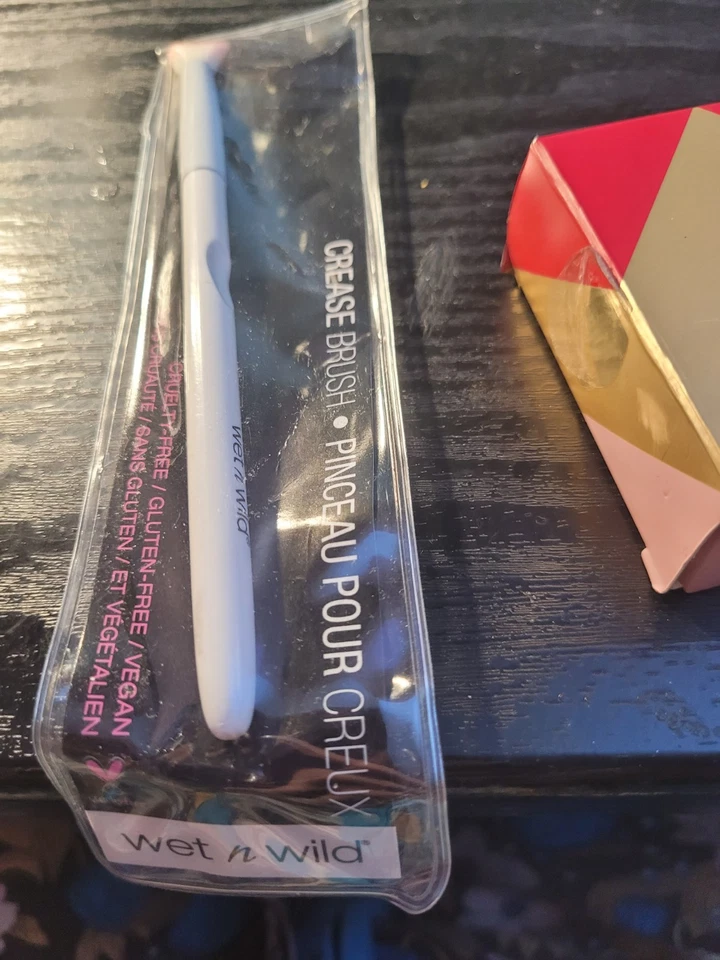 CREASE BRUSH • PINCEAU POUR CREUX
wet n wild
CRUELTY-FREE / GLUTEN-FREE / VEGAN
/ SANS GLUTEN / ET VÉGÉTALIEN
wet n wild